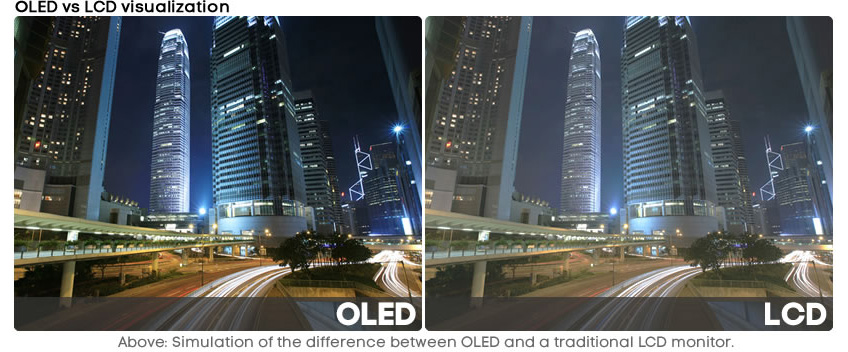 OLED vs LCD visualization
OLED
LCD
Above: Simulation of the difference between OLED and a traditional LCD monitor.